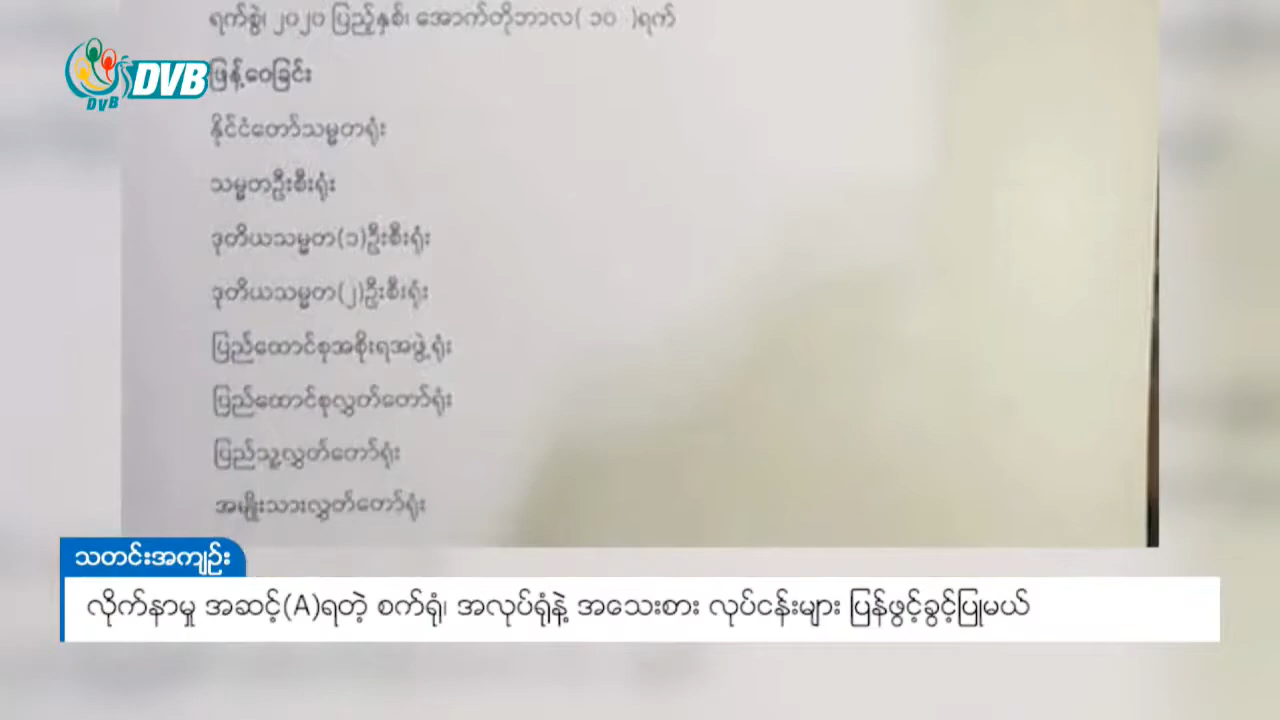 ရက်စွဲ၊ ၂၀၂၀ ပြည့်နှစ်၊ အောက်တိုဘာလ( ၁၀ )ရက်
DVB
DVB
ဖြန့်ဝေခြင်း
နိုင်ငံတော်သမ္မတရုံး
သမ္မတဦးစီးရုံး
ဒုတိယသမ္မတ(၁)ဦးစီးရုံး
ဒုတိယသမ္မတ(၂)ဦးစီးရုံး
ပြည်ထောင်စုအစိုးရအဖွဲ့ရုံး
ပြည်ထောင်စုလွှတ်တော်ရုံး
ပြည်သူ့လွှတ်တော်ရုံး
အမျိုးသားလွှတ်တော်ရုံး
သတင်းအကျဉ်း
လိုက်နာမှု အဆင့်(A)ရတဲ့ စက်ရုံ၊ အလုပ်ရုံနဲ့ အသေးစား လုပ်ငန်းများ ပြန်ဖွင့်ခွင့်ပြုမယ်